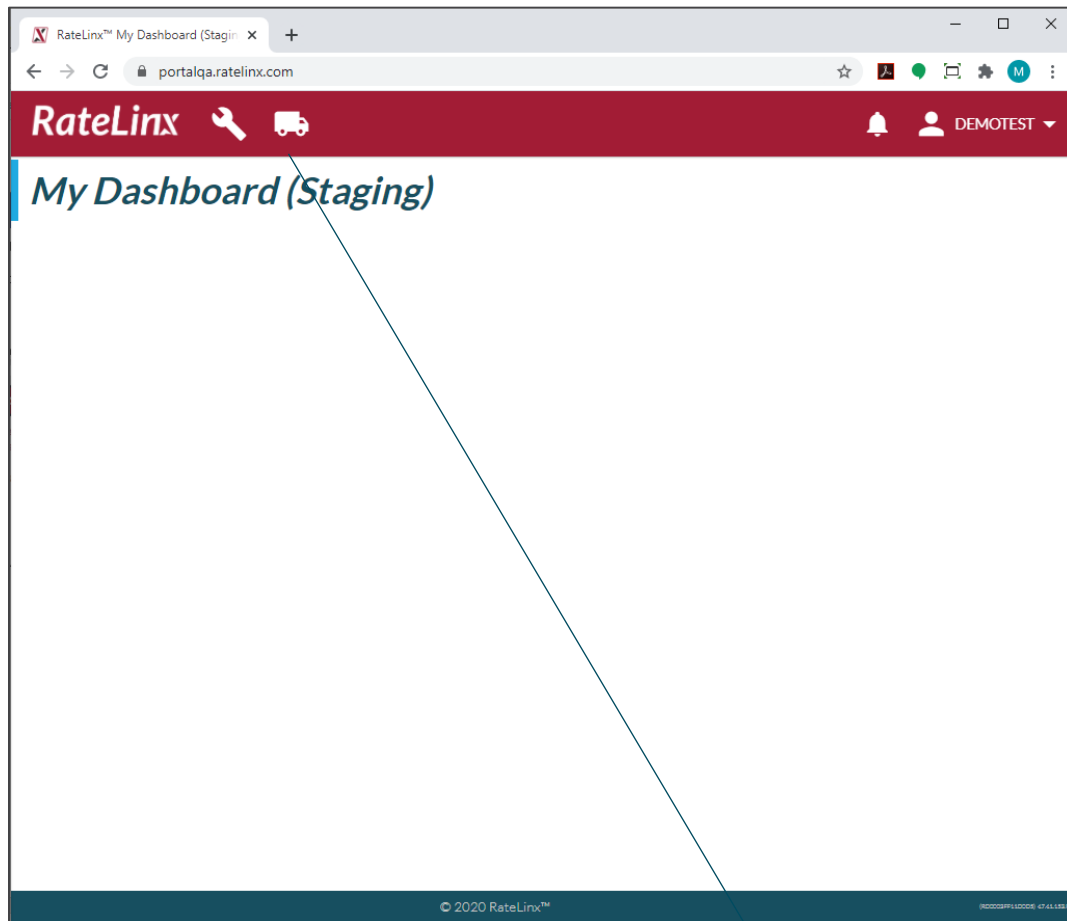 RateLinx™ My Dashboard (Stagin
portalqa.ratelinx.com
M
RateLinx
DEMOTEST
My Dashboard (Staging)
© 2020 RateLinx™